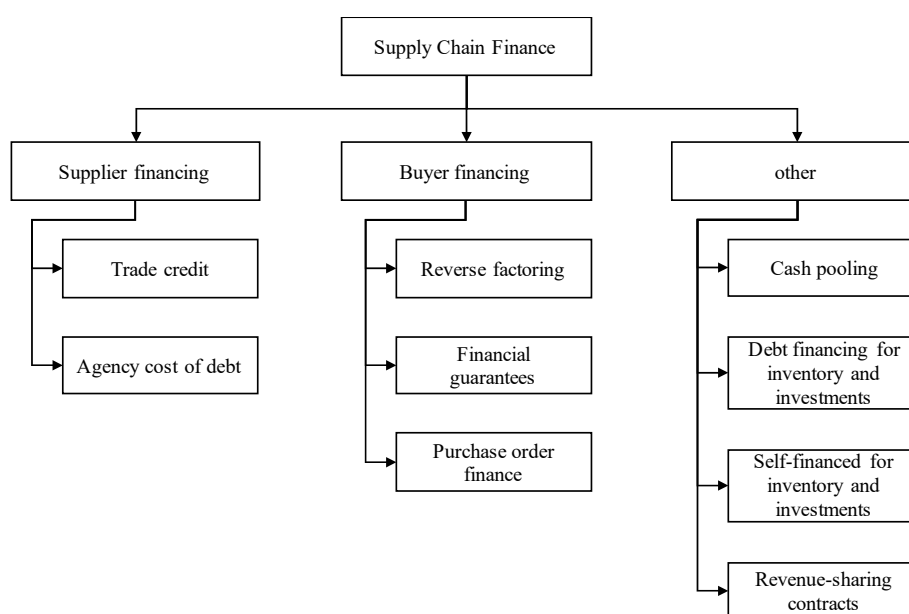 Supply Chain Finance
Supplier financing
Buyer financing
other
Trade credit
Agency cost of debt
Reverse factoring
Financial
guarantees
Purchase order
finance
Cash pooling
Debt financing for
inventory and
investments
Self-financed for
inventory and
investments
Revenue-sharing
contracts